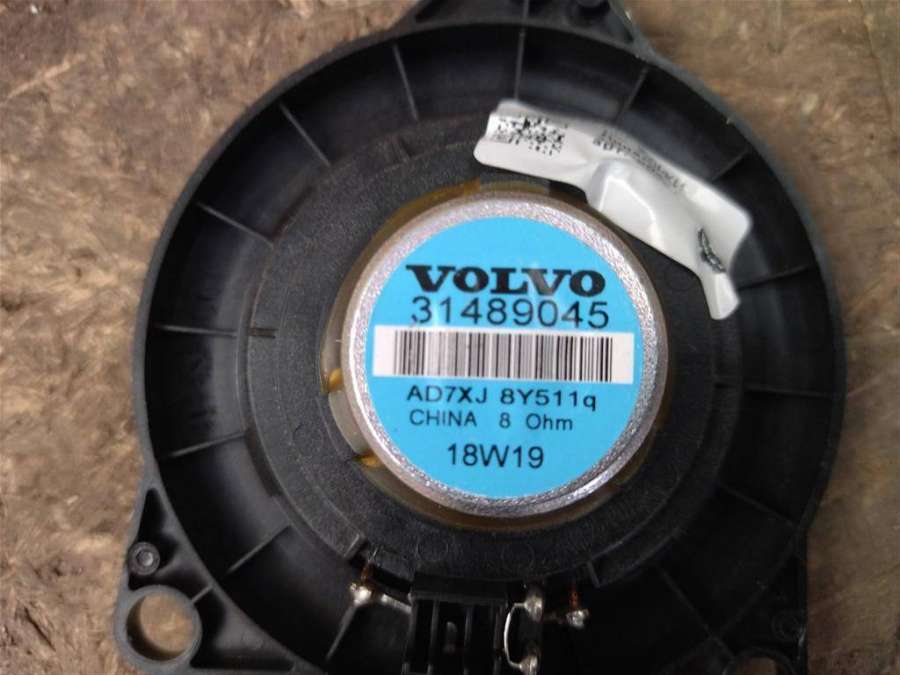 VOLVO
31489045
AD7XJ 8Y511q
CHINA 8 Ohm
18W19